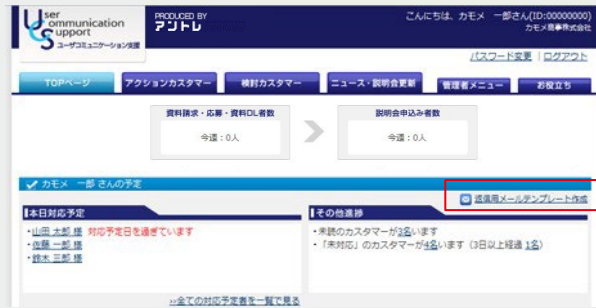 User
Communication
Support
ユーザーコミュニケーション支援
PRODUCED BY
アントレ
こんにちは、カモメ 一郎さん(ID:00000000)
カモメ商事株式会社
パスワード変更 | ログアウト
TOPページ アクションカスタマー 検討カスタマー ニュース・説明会更新 管理者メニュー お役立ち
資料請求・応募・資料DL者数
今週：0人
説明会申込み者数
今週：0人
カモメ 一郎 さんの予定
送信用メールテンプレート作成
本日対応予定
・山田 太郎 様 対応予定日を過ぎています
・佐藤 一郎 様
・鈴木 三郎 様
>>全ての対応予定者を一覧で見る
その他進捗
・未読のカスタマーが3名います
・「未対応」のカスタマーが4名います（3日以上経過 1名）